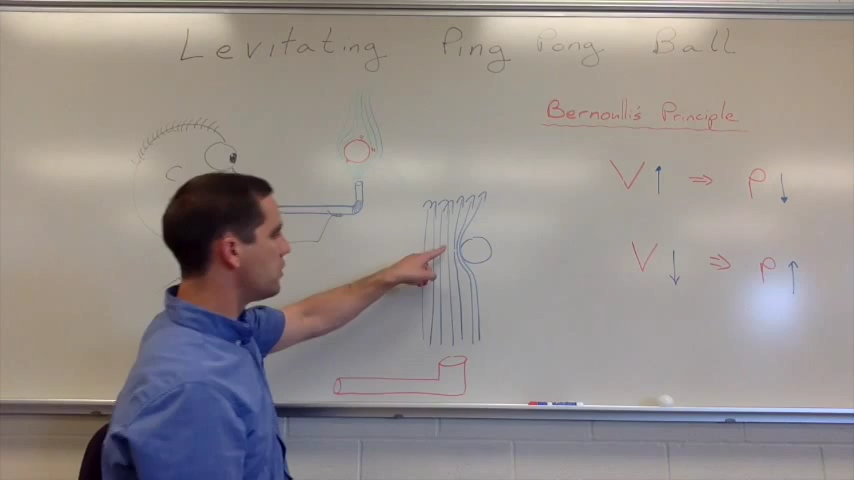 Levitating Ping Pong Ball
Bernoulli's Principle
V↑ ⇒ P↓
V↓ ⇒ P↑